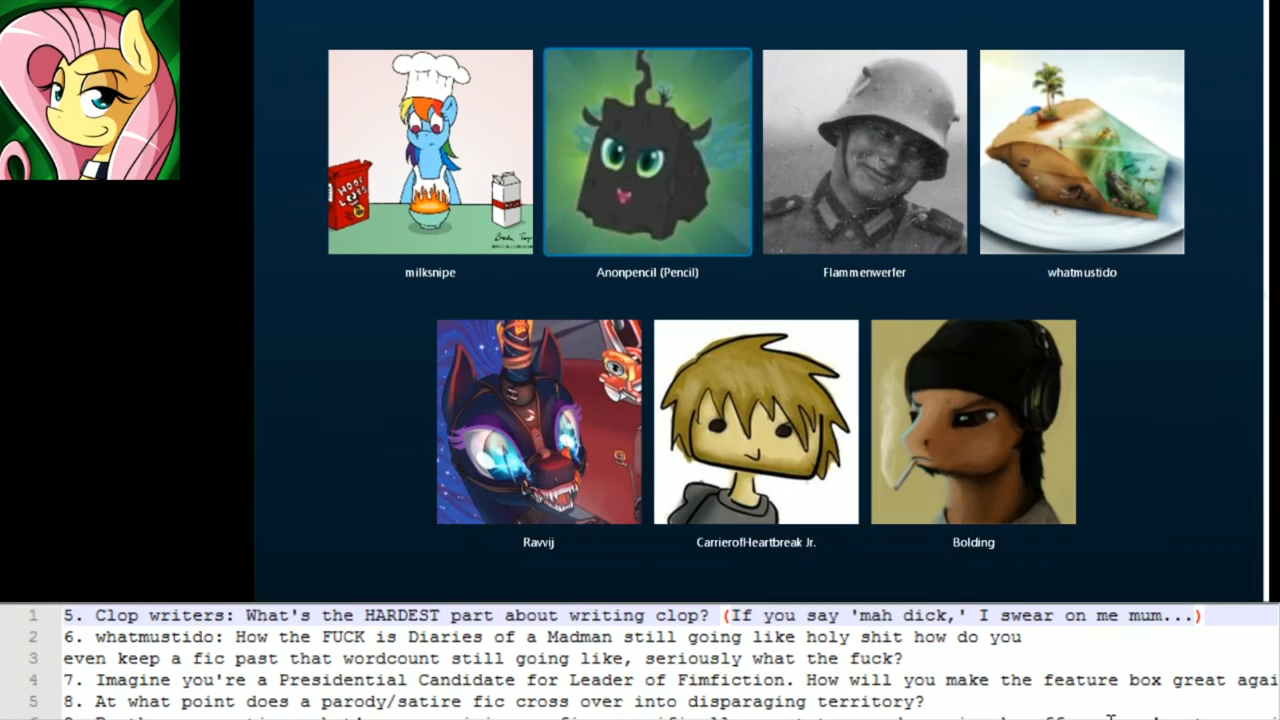 milksnipe
Anonpencil (Pencil)
Flammenwerfer
whatmustido
Ravvij
CarrierofHeartbreak Jr.
Bolding
1 5. Clop writers: What's the HARDEST part about writing clop? (If you say 'mah dick,' I swear on me mum...)
2 6. whatmustido: How the FUCK is Diaries of a Madman still going like holy shit how do you
3 even keep a fic past that wordcount still going like, seriously what the fuck?
4 7. Imagine you're a Presidential Candidate for Leader of Fimfiction. How will you make the feature box great agai
5 8. At what point does a parody/satire fic cross over into disparaging territory?